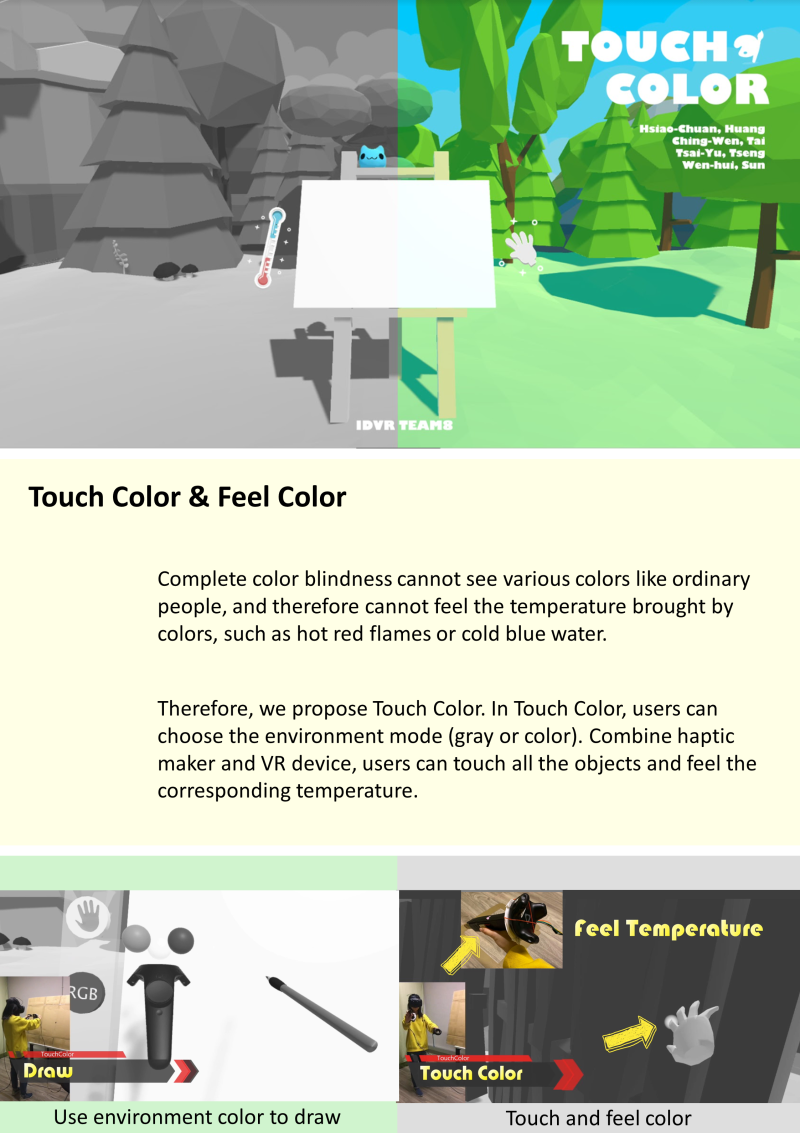 TOUCH
COLOR
Hsiao-Chuan, Huang
Ching-Wen, Tai
Tsai-Yu, Tseng
Wen-hui, Sun
IDVR TEAM8
Touch Color & Feel Color
Complete color blindness cannot see various colors like ordinary
people, and therefore cannot feel the temperature brought by
colors, such as hot red flames or cold blue water.
Therefore, we propose Touch Color. In Touch Color, users can
choose the environment mode (gray or color). Combine haptic
maker and VR device, users can touch all the objects and feel the
corresponding temperature.
RGB
TouchColor
Draw
Use environment color to draw
Feel Temperature
TouchColor
Touch Color
Touch and feel color